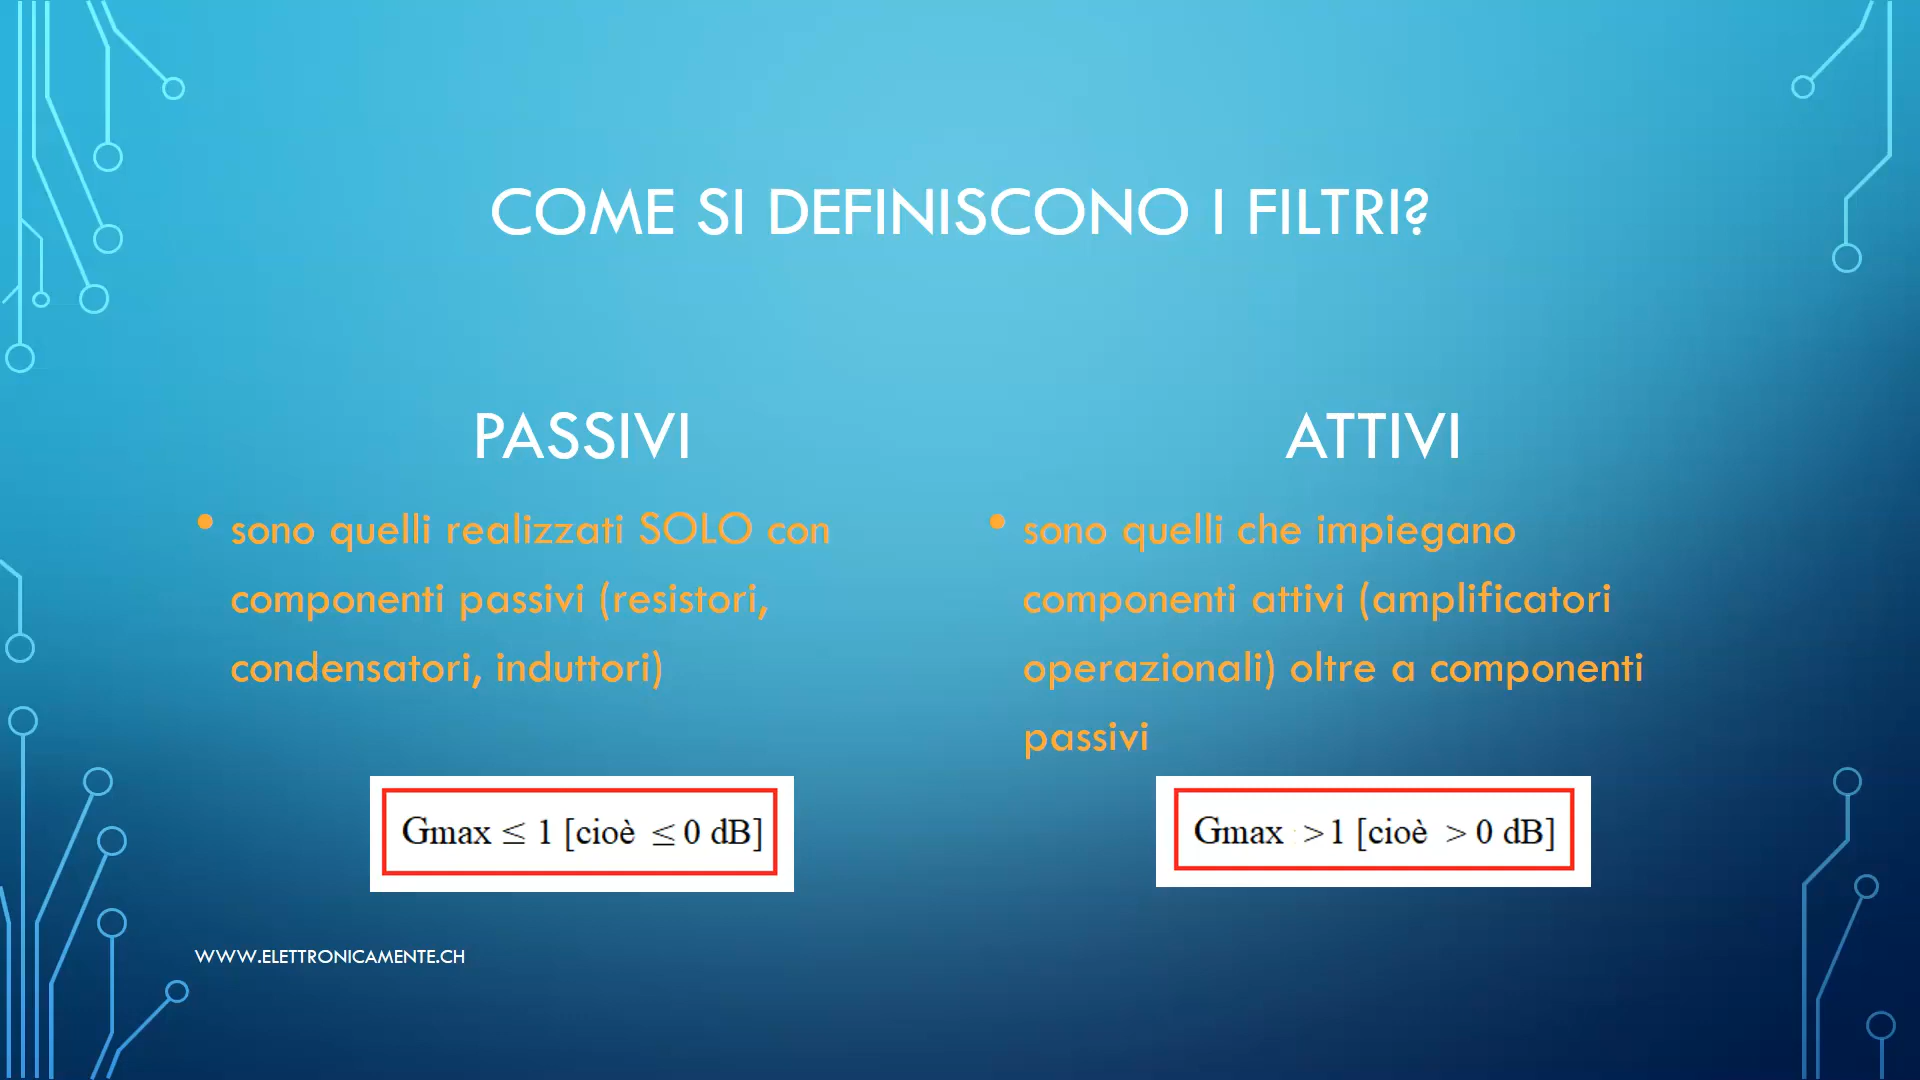 COME SI DEFINISCONO I FILTRI?
PASSIVI
• sono quelli realizzati SOLO con
componenti passivi (resistori,
condensatori, induttori)
Gmax ≤ 1 [cioè ≤ 0 dB]
ATTIVI
• sono quelli che impiegano
componenti attivi (amplificatori
operazionali) oltre a componenti
passivi
Gmax > 1 [cioè > 0 dB]
WWW.ELETTRONICAMENTE.CH